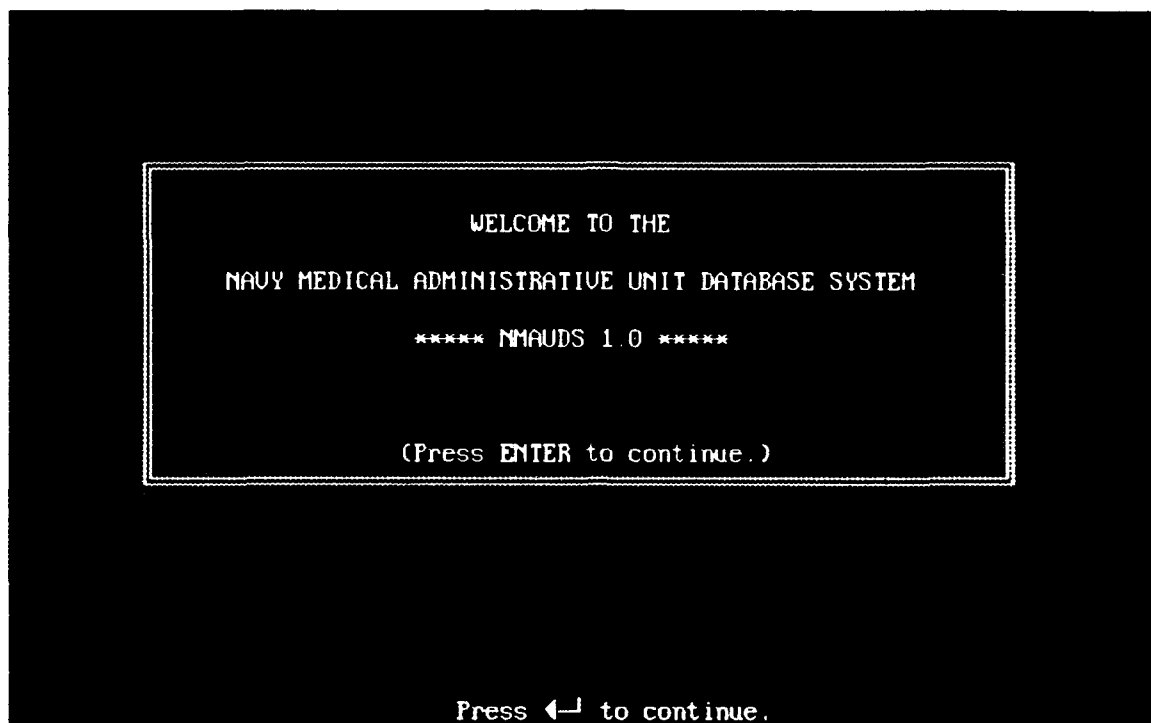 WELCOME TO THE
NAVY MEDICAL ADMINISTRATIVE UNIT DATABASE SYSTEM
***** NMAUDS 1.0 *****
(Press ENTER to continue.)
Press ◄┘ to continue.